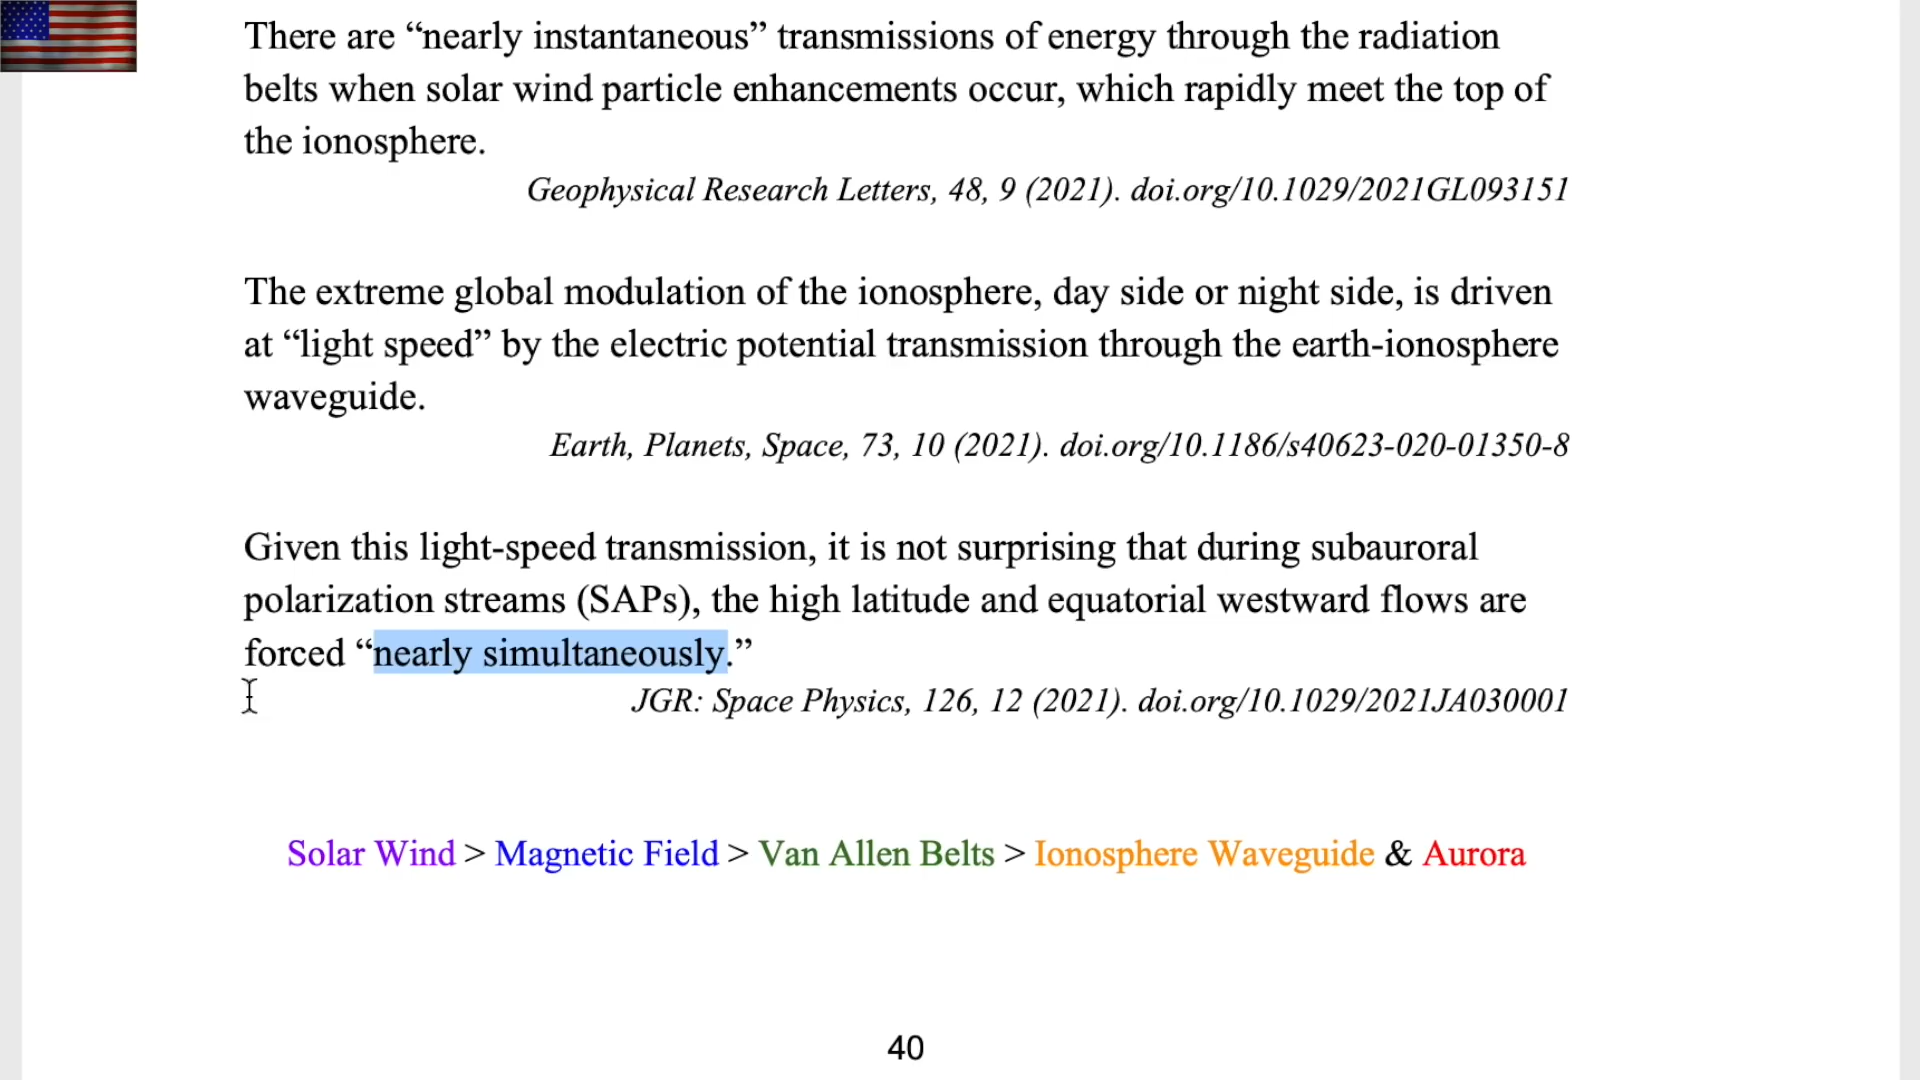 There are “nearly instantaneous” transmissions of energy through the radiation
belts when solar wind particle enhancements occur, which rapidly meet the top of
the ionosphere.
Geophysical Research Letters, 48, 9 (2021). doi.org/10.1029/2021GL093151
The extreme global modulation of the ionosphere, day side or night side, is driven
at “light speed” by the electric potential transmission through the earth-ionosphere
waveguide.
Earth, Planets, Space, 73, 10 (2021). doi.org/10.1186/s40623-020-01350-8
Given this light-speed transmission, it is not surprising that during subauroral
polarization streams (SAPs), the high latitude and equatorial westward flows are
forced “nearly simultaneously.”
JGR: Space Physics, 126, 12 (2021). doi.org/10.1029/2021JA030001
Solar Wind > Magnetic Field > Van Allen Belts > Ionosphere Waveguide & Aurora
40